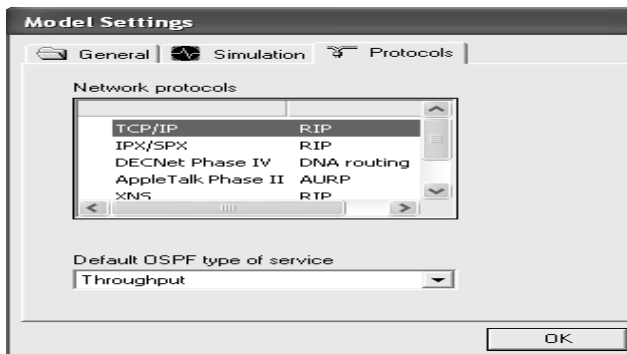 Model Settings
General Simulation Protocols
Network protocols
TCP/IP RIP
IPX/SPX RIP
DECNet Phase IV DNA routing
AppleTalk Phase II AURP
XNS RIP
Default OSPF type of service
Throughput
OK